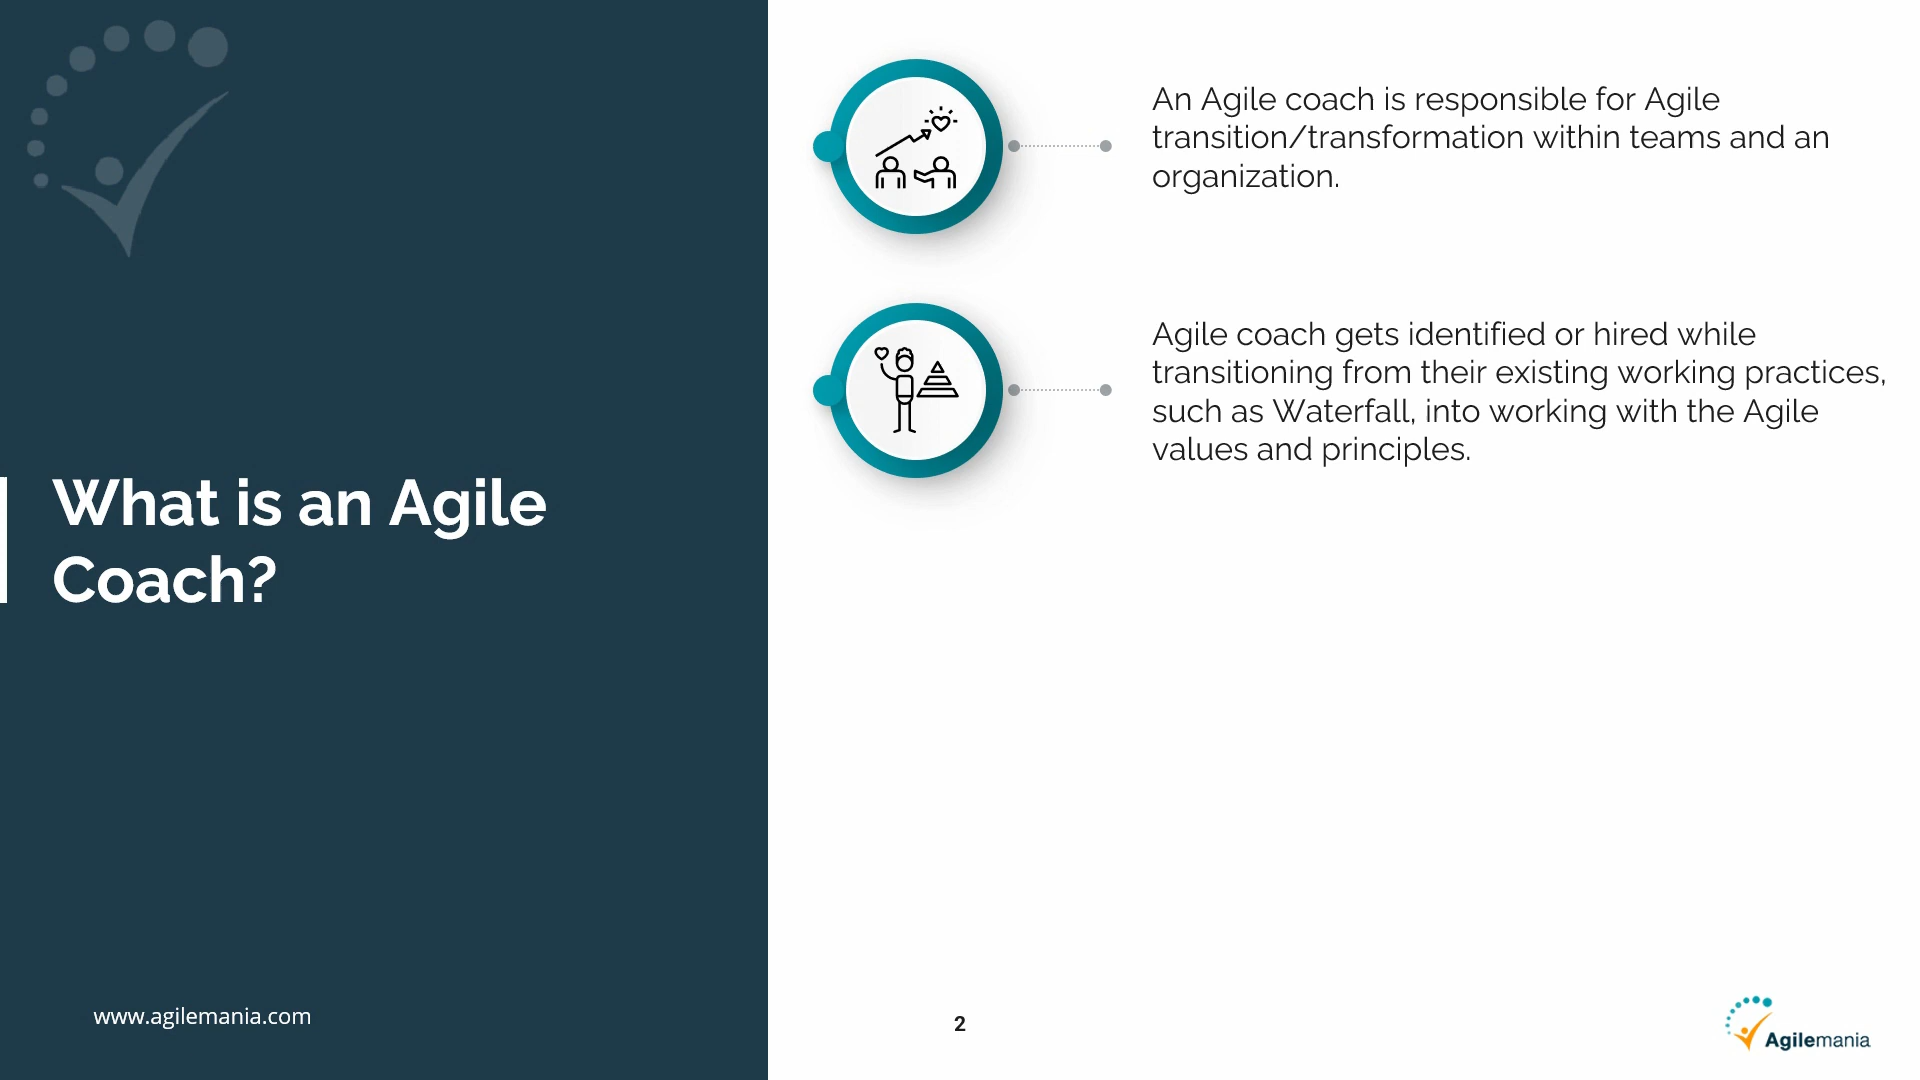 What is an Agile
Coach?
An Agile coach is responsible for Agile
transition/transformation within teams and an
organization.
Agile coach gets identified or hired while
transitioning from their existing working practices,
such as Waterfall, into working with the Agile
values and principles.
www.agilemania.com
2
Agilemania